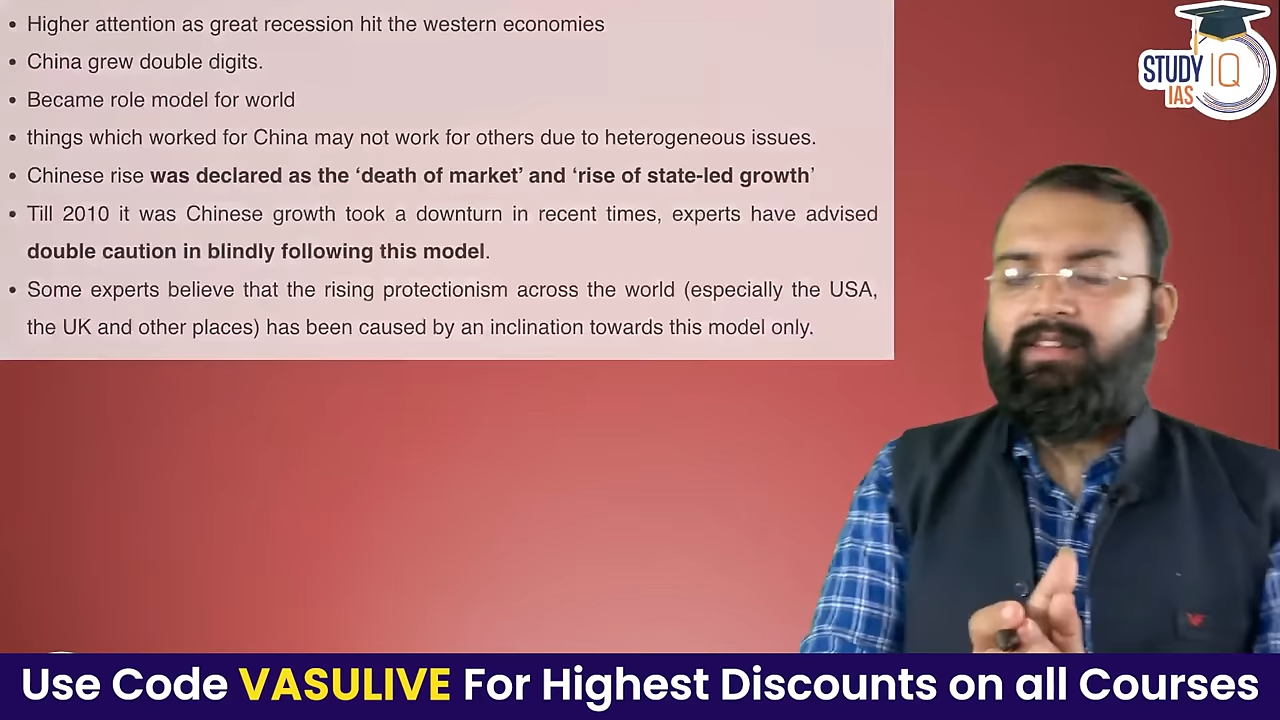 • Higher attention as great recession hit the western economies
• China grew double digits.
• Became role model for world
• things which worked for China may not work for others due to heterogeneous issues.
• Chinese rise was declared as the ‘death of market’ and ‘rise of state-led growth’
• Till 2010 it was Chinese growth took a downturn in recent times, experts have advised
double caution in blindly following this model.
• Some experts believe that the rising protectionism across the world (especially the USA,
the UK and other places) has been caused by an inclination towards this model only.
STUDY IQ
IAS
Use Code VASULIVE For Highest Discounts on all Courses